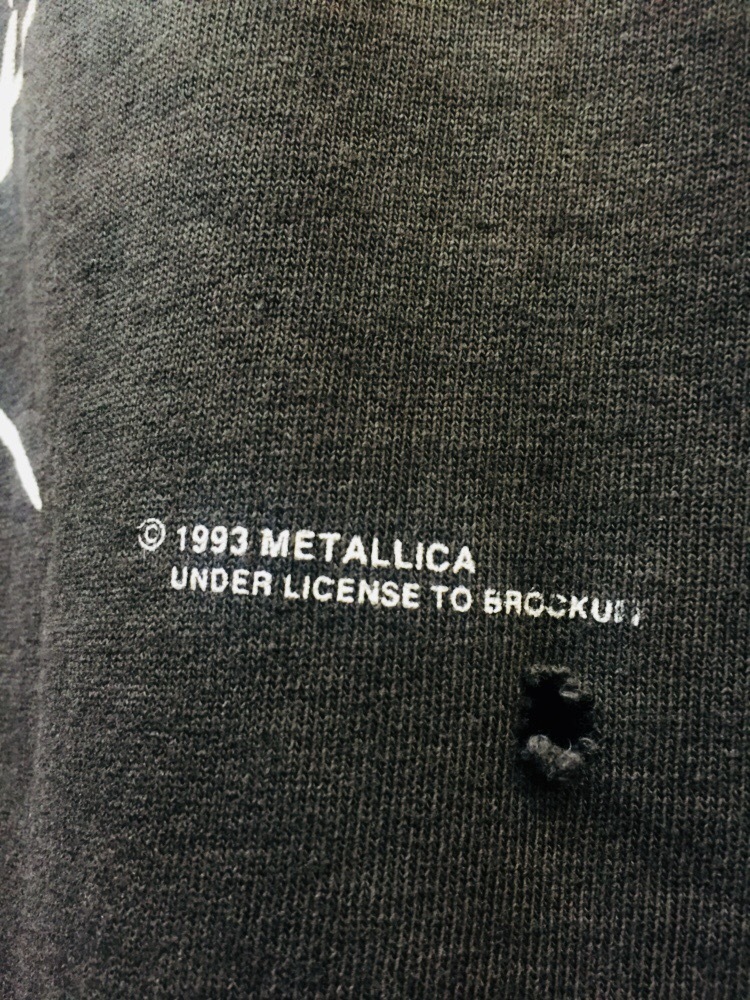 © 1993 METALLICA
UNDER LICENSE TO BROCKUM